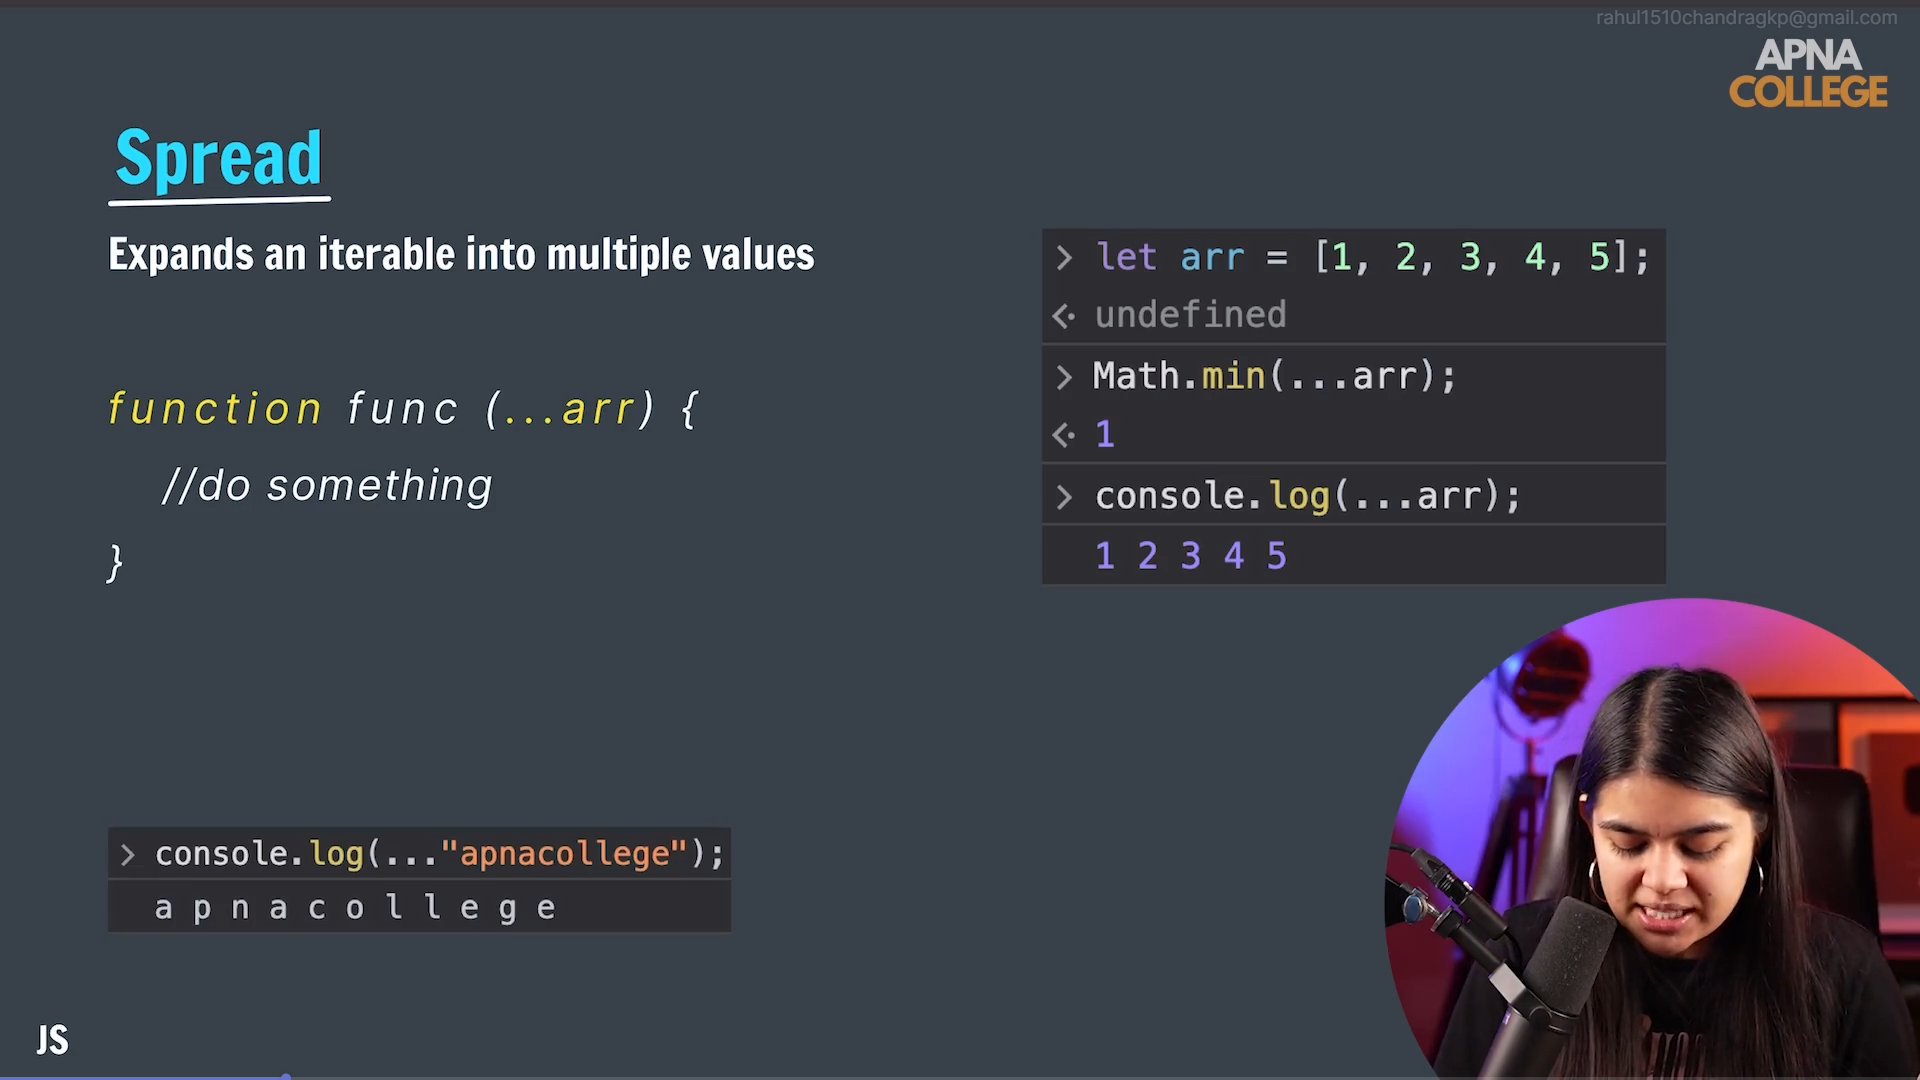 rahul1510chandragkp@gmail.com
APNA
COLLEGE
Spread
Expands an iterable into multiple values
function func (...arr) {
//do something
}
> let arr = [1, 2, 3, 4, 5];
undefined
> Math.min(...arr);
1
> console.log(...arr);
1 2 3 4 5
> console.log(..."apnacollege");
a p n a c o l l e g e
JS